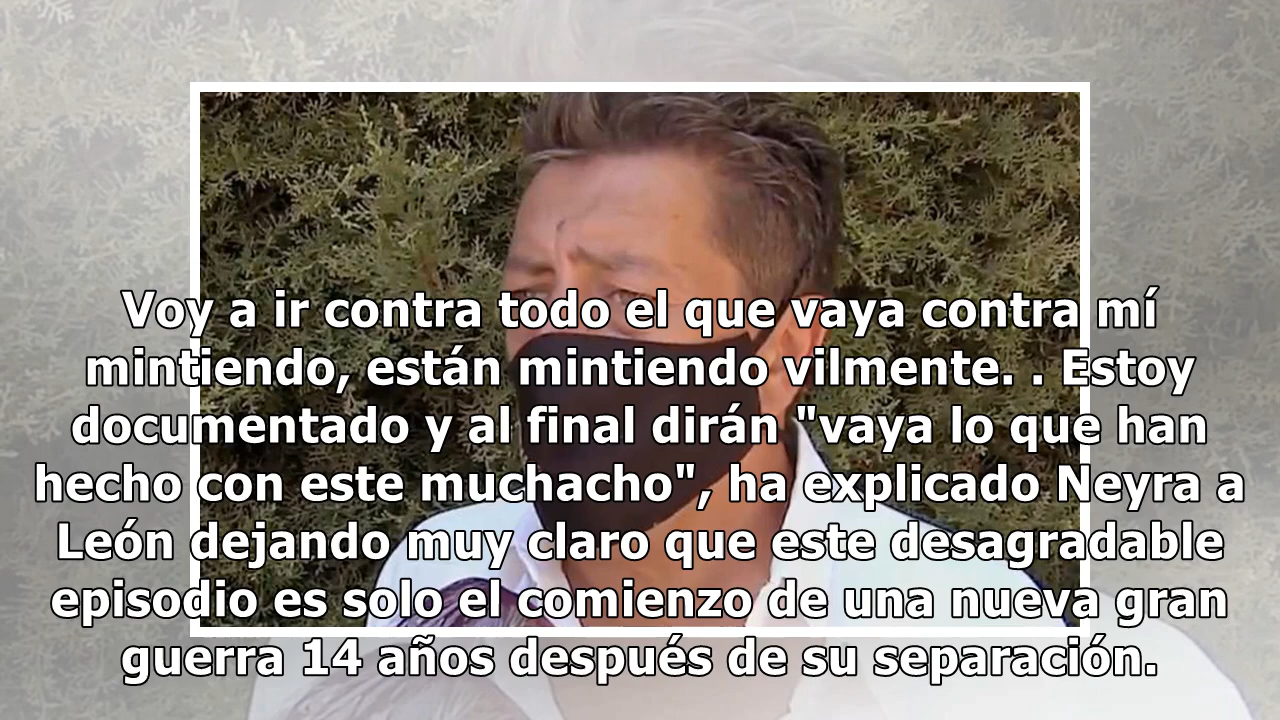 Voy a ir contra todo el que vaya contra mí
mintiendo, están mintiendo vilmente. . Estoy
documentado y al final dirán "vaya lo que han
hecho con este muchacho", ha explicado Neyra a
León dejando muy claro que este desagradable
episodio es solo el comienzo de una nueva gran
guerra 14 años después de su separación.